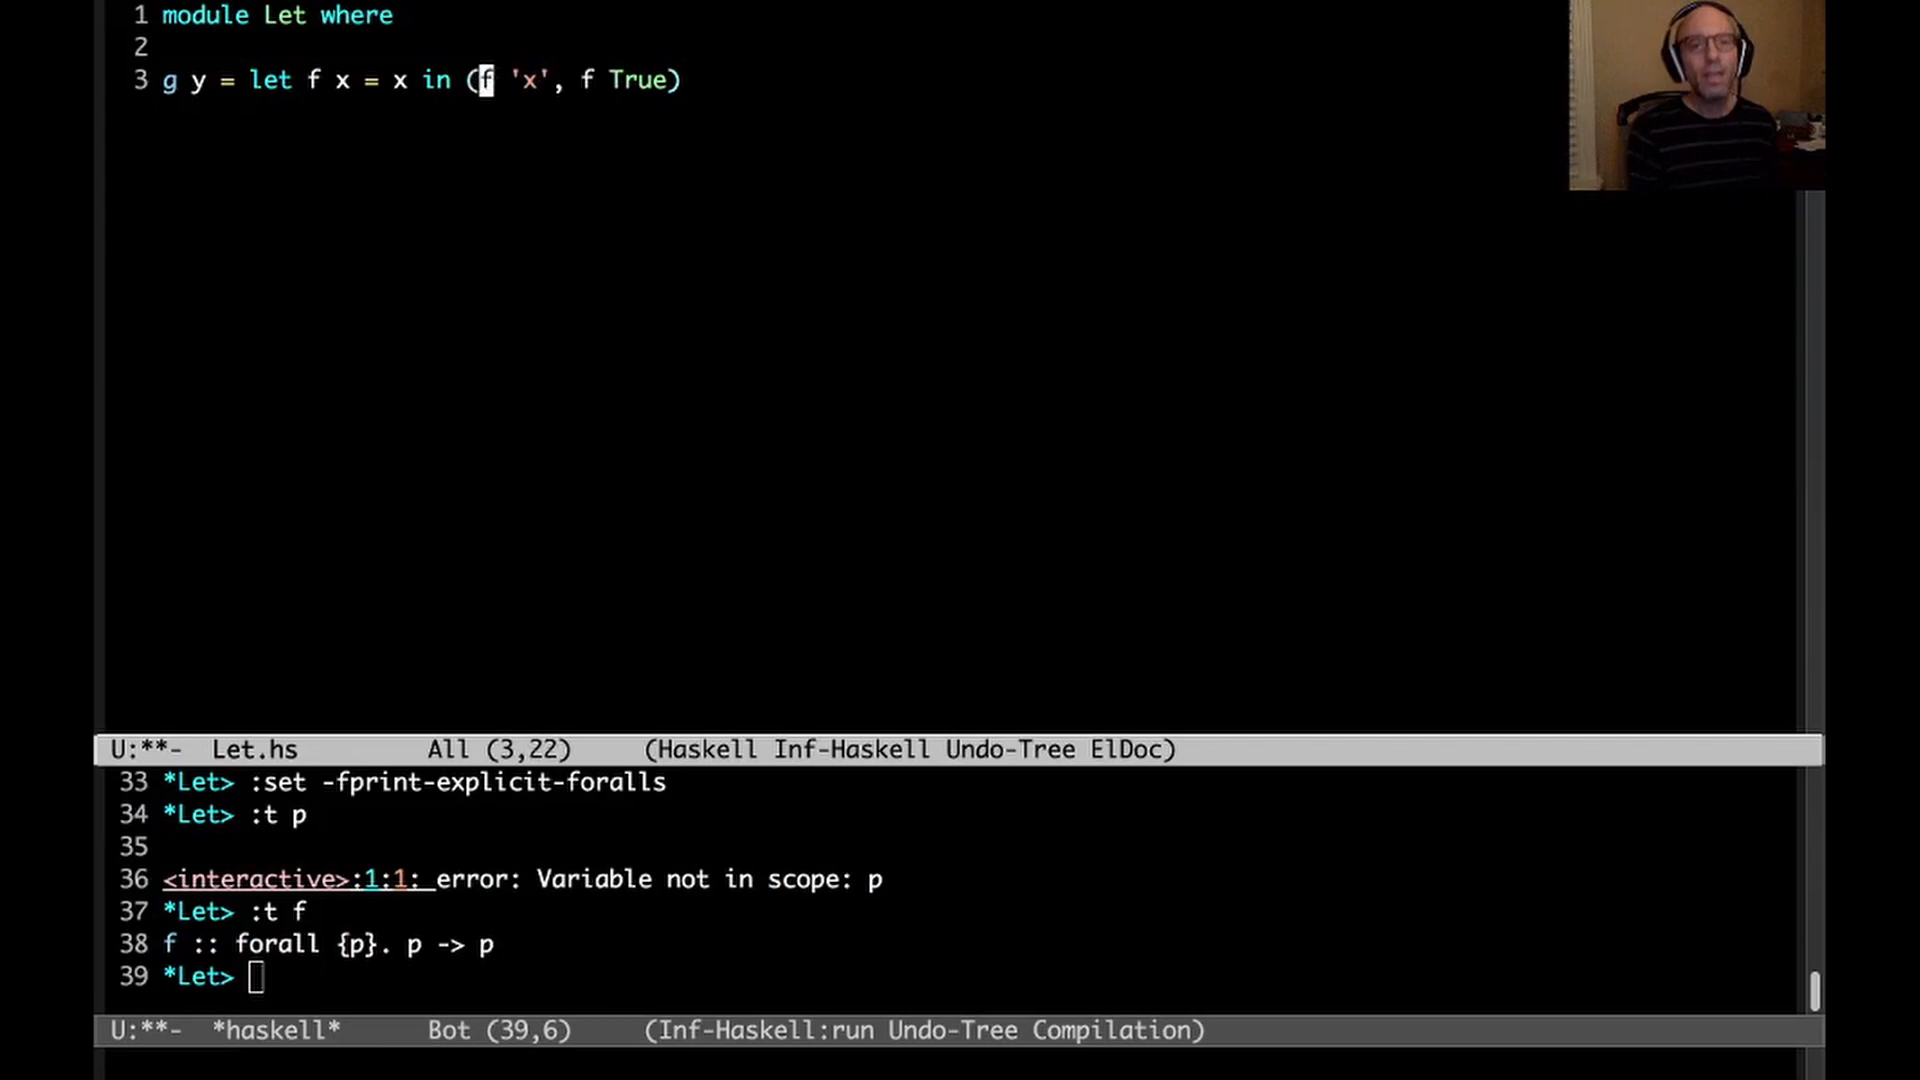 1 module Let where
2
3 g y = let f x = x in (f 'x', f True)
U:**-  Let.hs         All (3,22)     (Haskell Inf-Haskell Undo-Tree ElDoc)
33 *Let> :set -fprint-explicit-foralls
34 *Let> :t p
35
36 <interactive>:1:1: error: Variable not in scope: p
37 *Let> :t f
38 f :: forall {p}. p -> p
39 *Let>
U:**-  *haskell*      Bot (39,6)     (Inf-Haskell:run Undo-Tree Compilation)